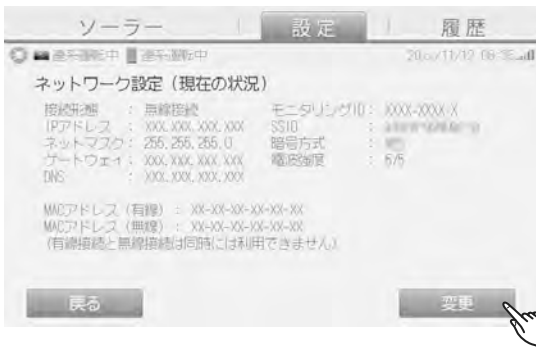 ソーラー 設定 履歴
連系運転中 連系運転中 20
ネットワーク設定（現在の状況）
接続形態 : 無線接続 モニタリングID : XXXX-XXXX-X
IPアドレス : XXX.XXX.XXX.XXX SSID :
ネットマスク : 255.255.255.0 暗号方式 :
ゲートウェイ : XXX.XXX.XXX.XXX 電波強度 : 5/5
DNS : XXX.XXX.XXX.XXX
MACアドレス（有線） : XX-XX-XX-XX-XX-XX
MACアドレス（無線） : XX-XX-XX-XX-XX-XX
（有線接続と無線接続は同時には利用できません）
戻る 変更